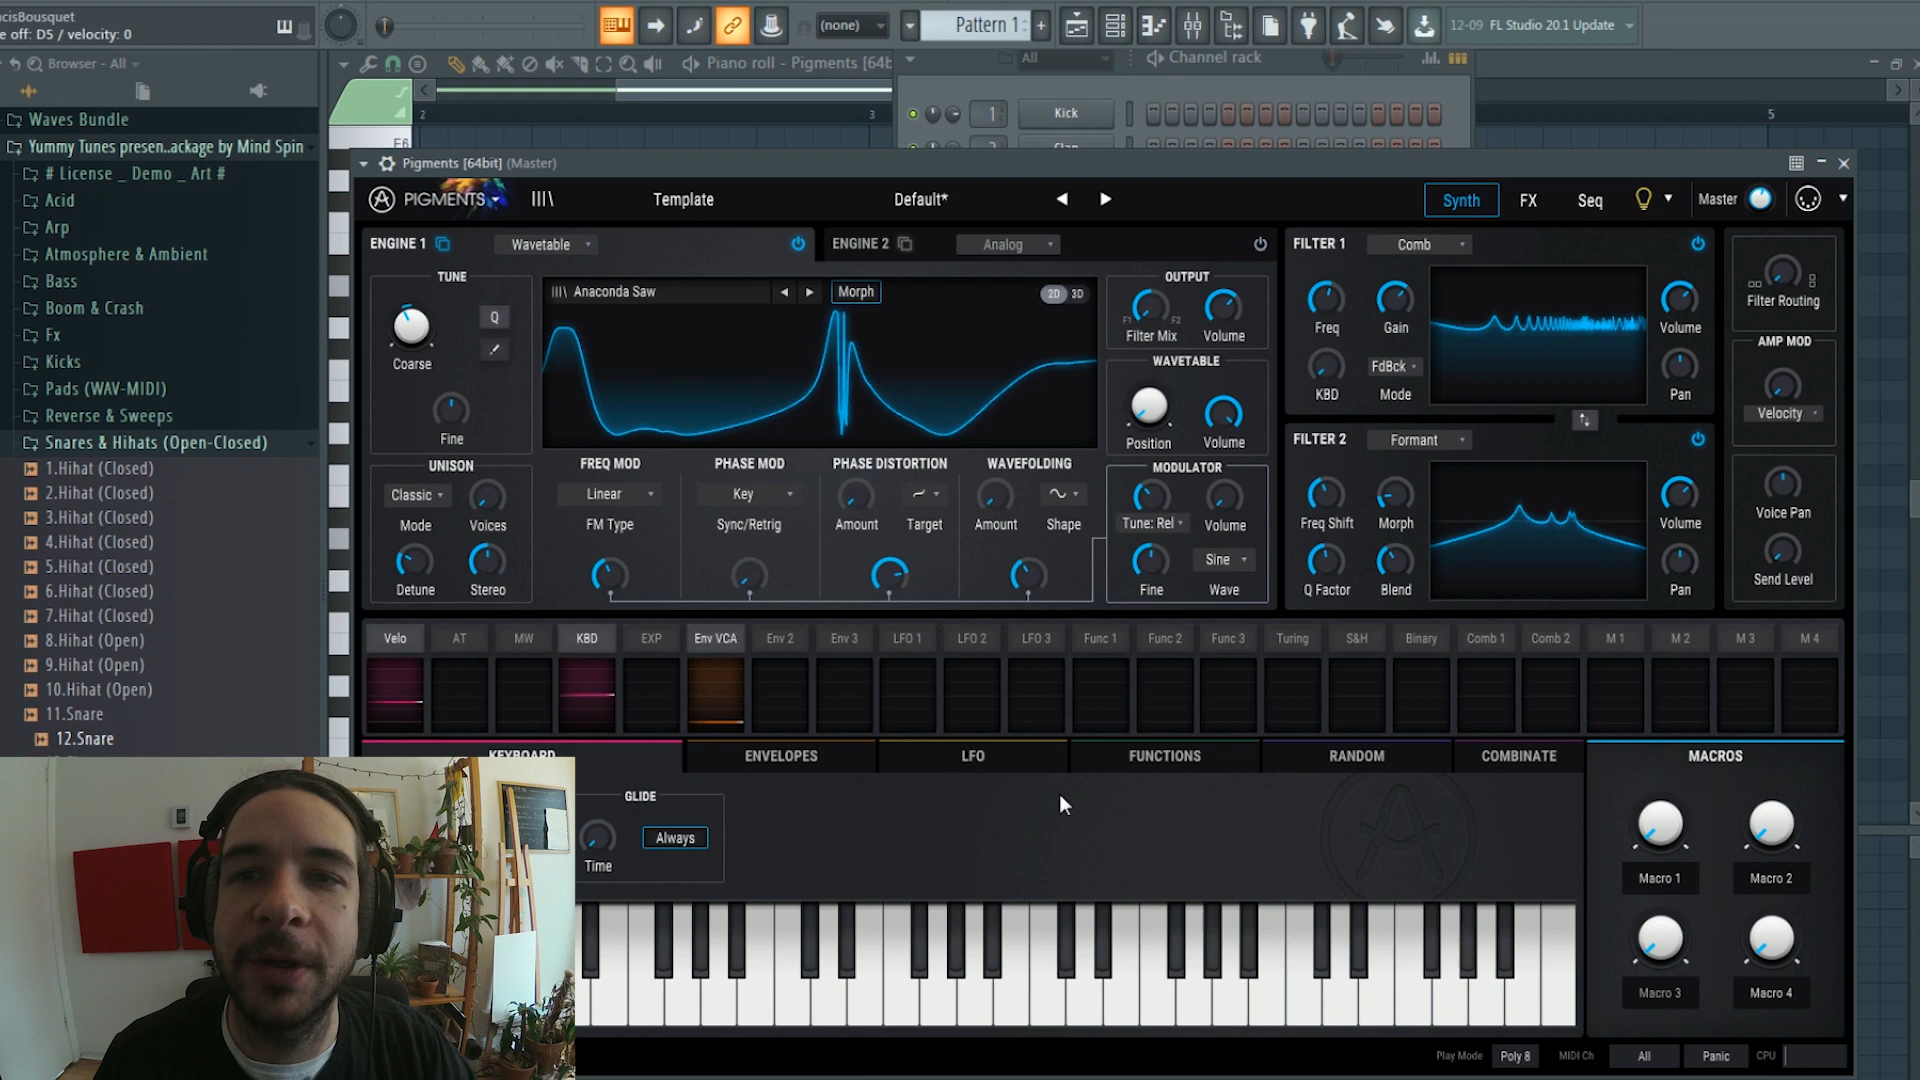 ncisBousquet
e off: D5 / velocity: 0
(none)
Pattern 1
+
12-09 FL Studio 20.1 Update
Browser - All
Piano roll - Pigments [64b
All
Channel rack
2
3
5
1
Kick
E6
Waves Bundle
Yummy Tunes presen..ackage by Mind Spin
# License _ Demo _ Art #
Acid
Arp
Atmosphere & Ambient
Bass
Boom & Crash
Fx
Kicks
Pads (WAV-MIDI)
Reverse & Sweeps
Snares & Hihats (Open-Closed)
1.Hihat (Closed)
2.Hihat (Closed)
3.Hihat (Closed)
4.Hihat (Closed)
5.Hihat (Closed)
6.Hihat (Closed)
7.Hihat (Closed)
8.Hihat (Open)
9.Hihat (Open)
10.Hihat (Open)
11.Snare
12.Snare
Pigments [64bit] (Master)
PIGMENTS
Template
Default*
Synth
FX
Seq
Master
ENGINE 1
Wavetable
ENGINE 2
Analog
TUNE
Q
Coarse
Fine
Anaconda Saw
Morph
2D 3D
OUTPUT
F1
F2
Filter Mix
Volume
WAVETABLE
Position
Volume
UNISON
Classic
Mode
Voices
Detune
Stereo
FREQ MOD
Linear
FM Type
PHASE MOD
Key
Sync/Retrig
PHASE DISTORTION
Amount
Target
WAVEFOLDING
Amount
Shape
MODULATOR
Tune: Rel
Volume
Fine
Sine
Wave
FILTER 1
Comb
Freq
Gain
Volume
KBD
FdBck
Mode
Pan
FILTER 2
Formant
Freq Shift
Morph
Volume
Q Factor
Blend
Pan
Filter Routing
AMP MOD
Velocity
Voice Pan
Send Level
Velo
AT
MW
KBD
EXP
Env VCA
Env 2
Env 3
LFO 1
LFO 2
LFO 3
Func 1
Func 2
Func 3
Turing
S&H
Binary
Comb 1
Comb 2
M 1
M 2
M 3
M 4
KEYBOARD
ENVELOPES
LFO
FUNCTIONS
RANDOM
COMBINATE
MACROS
GLIDE
Time
Always
Macro 1
Macro 2
Macro 3
Macro 4
Play Mode
Poly 8
MIDI Ch
All
Panic
CPU